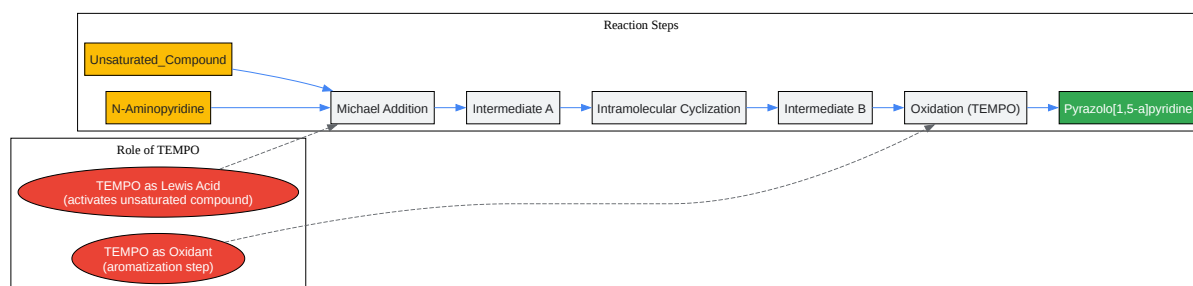 Reaction Steps
Unsaturated_Compound
N-Aminopyridine
Michael Addition
Intermediate A
Intramolecular Cyclization
Intermediate B
Oxidation (TEMPO)
Pyrazolo[1,5-a]pyridine
Role of TEMPO
TEMPO as Lewis Acid
(activates unsaturated compound)
TEMPO as Oxidant
(aromatization step)